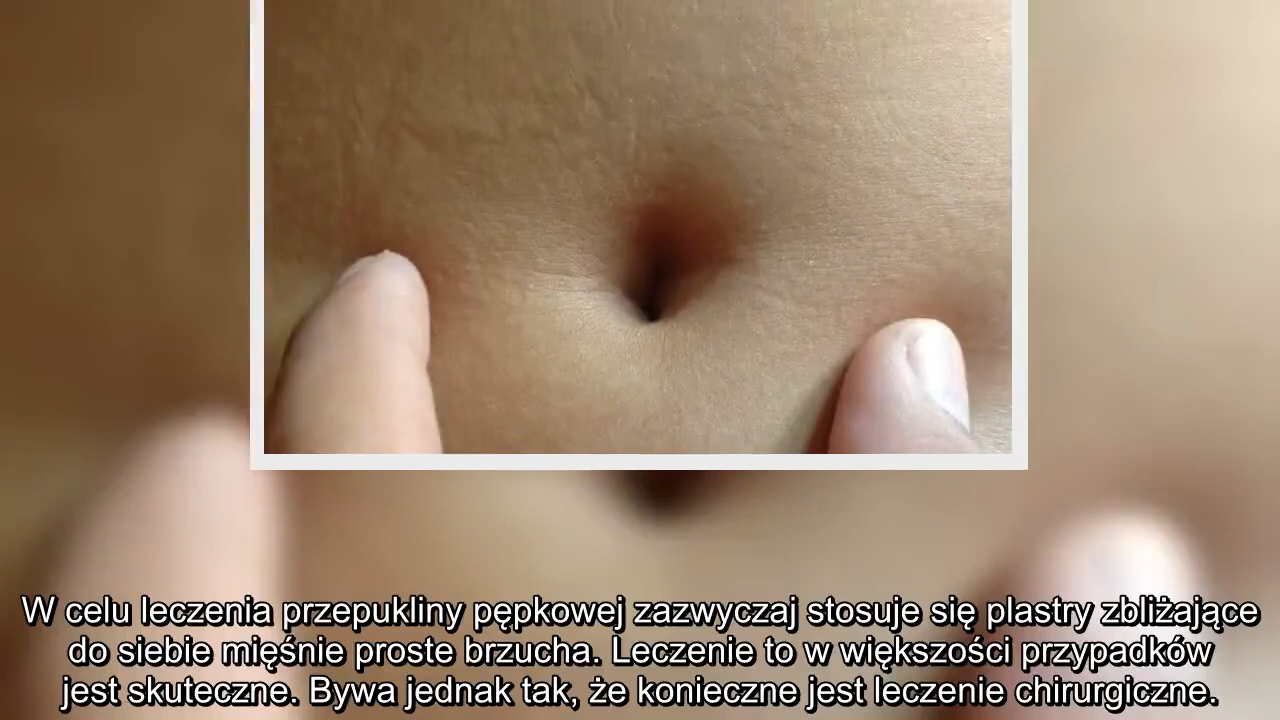 W celu leczenia przepukliny pępkowej zazwyczaj stosuje się plastry zbliżające
do siebie mięśnie proste brzucha. Leczenie to w większości przypadków
jest skuteczne. Bywa jednak tak, że konieczne jest leczenie chirurgiczne.